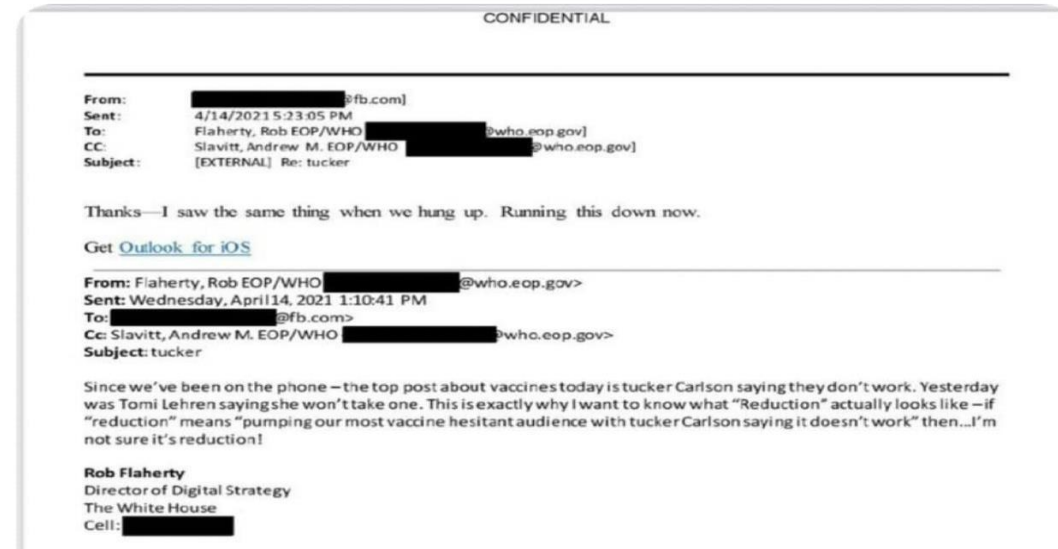 CONFIDENTIAL
From: @fb.com]
Sent: 4/14/2021 5:23:05 PM
To: Flaherty, Rob EOP/WHO @who.eop.gov]
CC: Slavitt, Andrew M. EOP/WHO @who.eop.gov]
Subject: [EXTERNAL] Re: tucker
Thanks—I saw the same thing when we hung up. Running this down now.
Get Outlook for iOS
From: Flaherty, Rob EOP/WHO @who.eop.gov>
Sent: Wednesday, April 14, 2021 1:10:41 PM
To: @fb.com>
Cc: Slavitt, Andrew M. EOP/WHO @who.eop.gov>
Subject: tucker
Since we've been on the phone – the top post about vaccines today is tucker Carlson saying they don't work. Yesterday
was Tomi Lehren saying she won't take one. This is exactly why I want to know what “Reduction” actually looks like – if
“reduction” means “pumping our most vaccine hesitant audience with tucker Carlson saying it doesn't work” then...I'm
not sure it's reduction!
Rob Flaherty
Director of Digital Strategy
The White House
Cell: